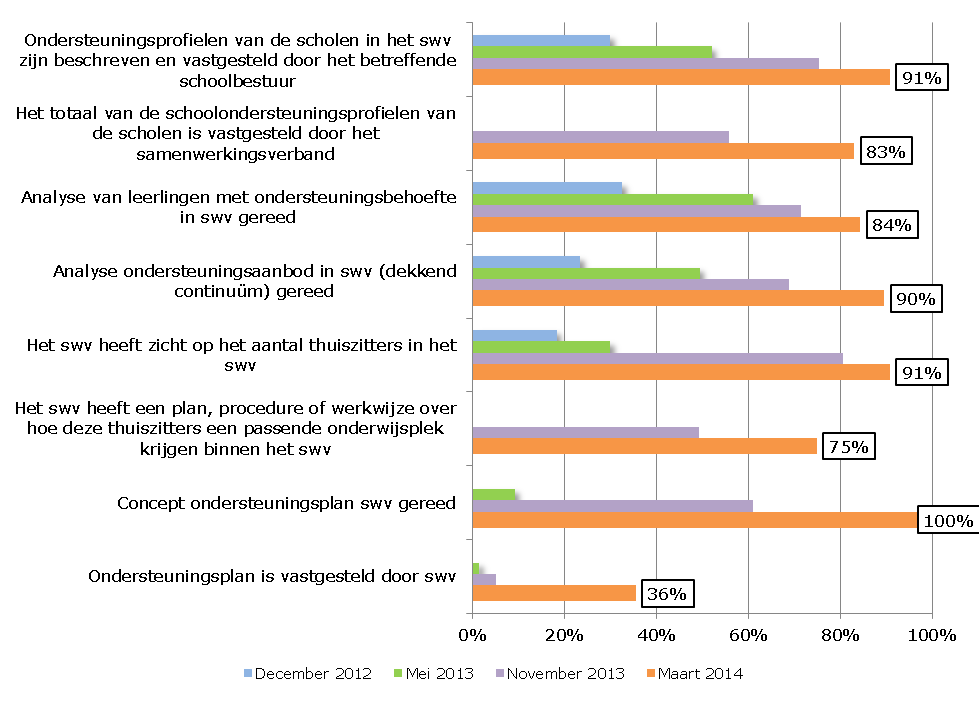 Ondersteuningsprofielen van de scholen in het swv
zijn beschreven en vastgesteld door het betreffende
schoolbestuur
91%
Het totaal van de schoolondersteuningsprofielen van
de scholen is vastgesteld door het
samenwerkingsverband
83%
Analyse van leerlingen met ondersteuningsbehoefte
in swv gereed
84%
Analyse ondersteuningsaanbod in swv (dekkend
continuüm) gereed
90%
Het swv heeft zicht op het aantal thuiszitters in het
swv
91%
Het swv heeft een plan, procedure of werkwijze over
hoe deze thuiszitters een passende onderwijsplek
krijgen binnen het swv
75%
Concept ondersteuningsplan swv gereed
100%
Ondersteuningsplan is vastgesteld door swv
36%
0% 20% 40% 60% 80% 100%
December 2012 Mei 2013 November 2013 Maart 2014